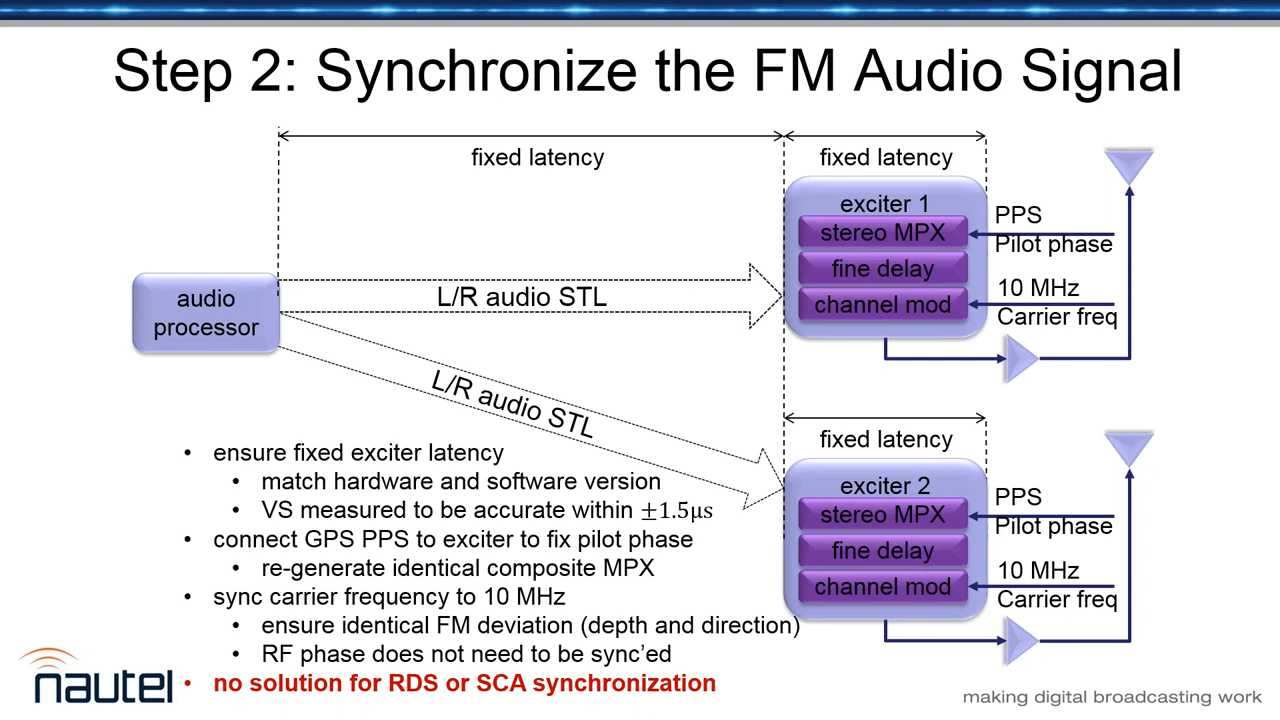 Step 2: Synchronize the FM Audio Signal
fixed latency
fixed latency
exciter 1
stereo MPX
fine delay
channel mod
PPS
Pilot phase
10 MHz
Carrier freq
audio
processor
L/R audio STL
L/R audio STL
fixed latency
exciter 2
stereo MPX
fine delay
channel mod
PPS
Pilot phase
10 MHz
Carrier freq
• ensure fixed exciter latency
• match hardware and software version
• VS measured to be accurate within ±1.5μs
• connect GPS PPS to exciter to fix pilot phase
• re-generate identical composite MPX
• sync carrier frequency to 10 MHz
• ensure identical FM deviation (depth and direction)
• RF phase does not need to be sync’ed
• no solution for RDS or SCA synchronization
nautel
making digital broadcasting work